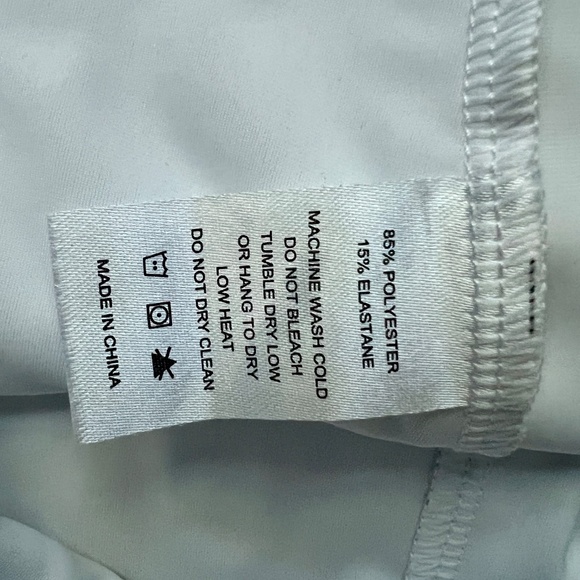 85% POLYESTER
15% ELASTANE
MACHINE WASH COLD
DO NOT BLEACH
TUMBLE DRY LOW
OR HANG TO DRY
LOW HEAT
DO NOT DRY CLEAN
MADE IN CHINA